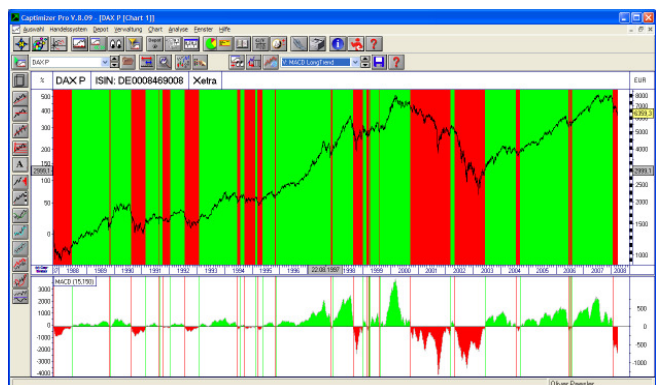 Captimizer Pro V.8.09 - [DAX P [Chart 1]]
Auswahl Handelssystem Depot Verwaltung Chart Analyse Fenster Hilfe
DAX P V: MACD LongTrend
% DAX P ISIN: DE0008469008 Xetra EUR
500 8000
400 7000
300 5000
200 4000
150
100
50 2000
0
1000
1988 1989 1990 1991 1992 1993 1994 1995 1996 22.08.1997 1998 1999 2000 2001 2002 2003 2004 2005 2006 2007 2008
MACD (15,150)
3000
2000 500
1000
0 0
-1000
-2000 -500
-3000
-4000 -1000